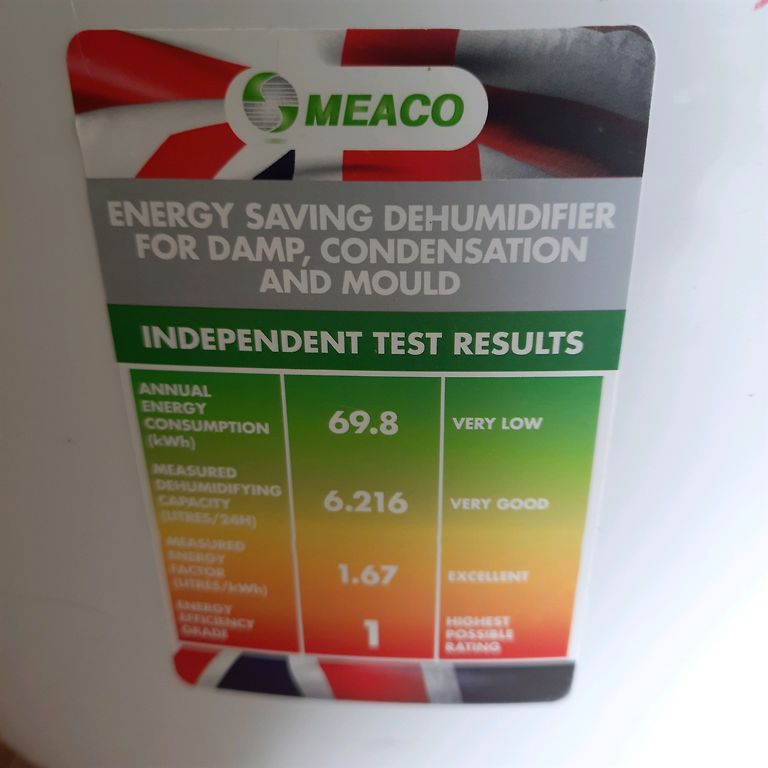 MEACO
ENERGY SAVING DEHUMIDIFIER
FOR DAMP, CONDENSATION
AND MOULD
INDEPENDENT TEST RESULTS
ANNUAL
ENERGY
CONSUMPTION
(kWh)
69.8
VERY LOW
MEASURED
DEHUMIDIFYING
CAPACITY
(LITRES/24H)
6.216
VERY GOOD
MEASURED
ENERGY
FACTOR
(LITRES/kWh)
1.67
EXCELLENT
ENERGY
EFFICIENCY
GRADE
1
HIGHEST
POSSIBLE
RATING